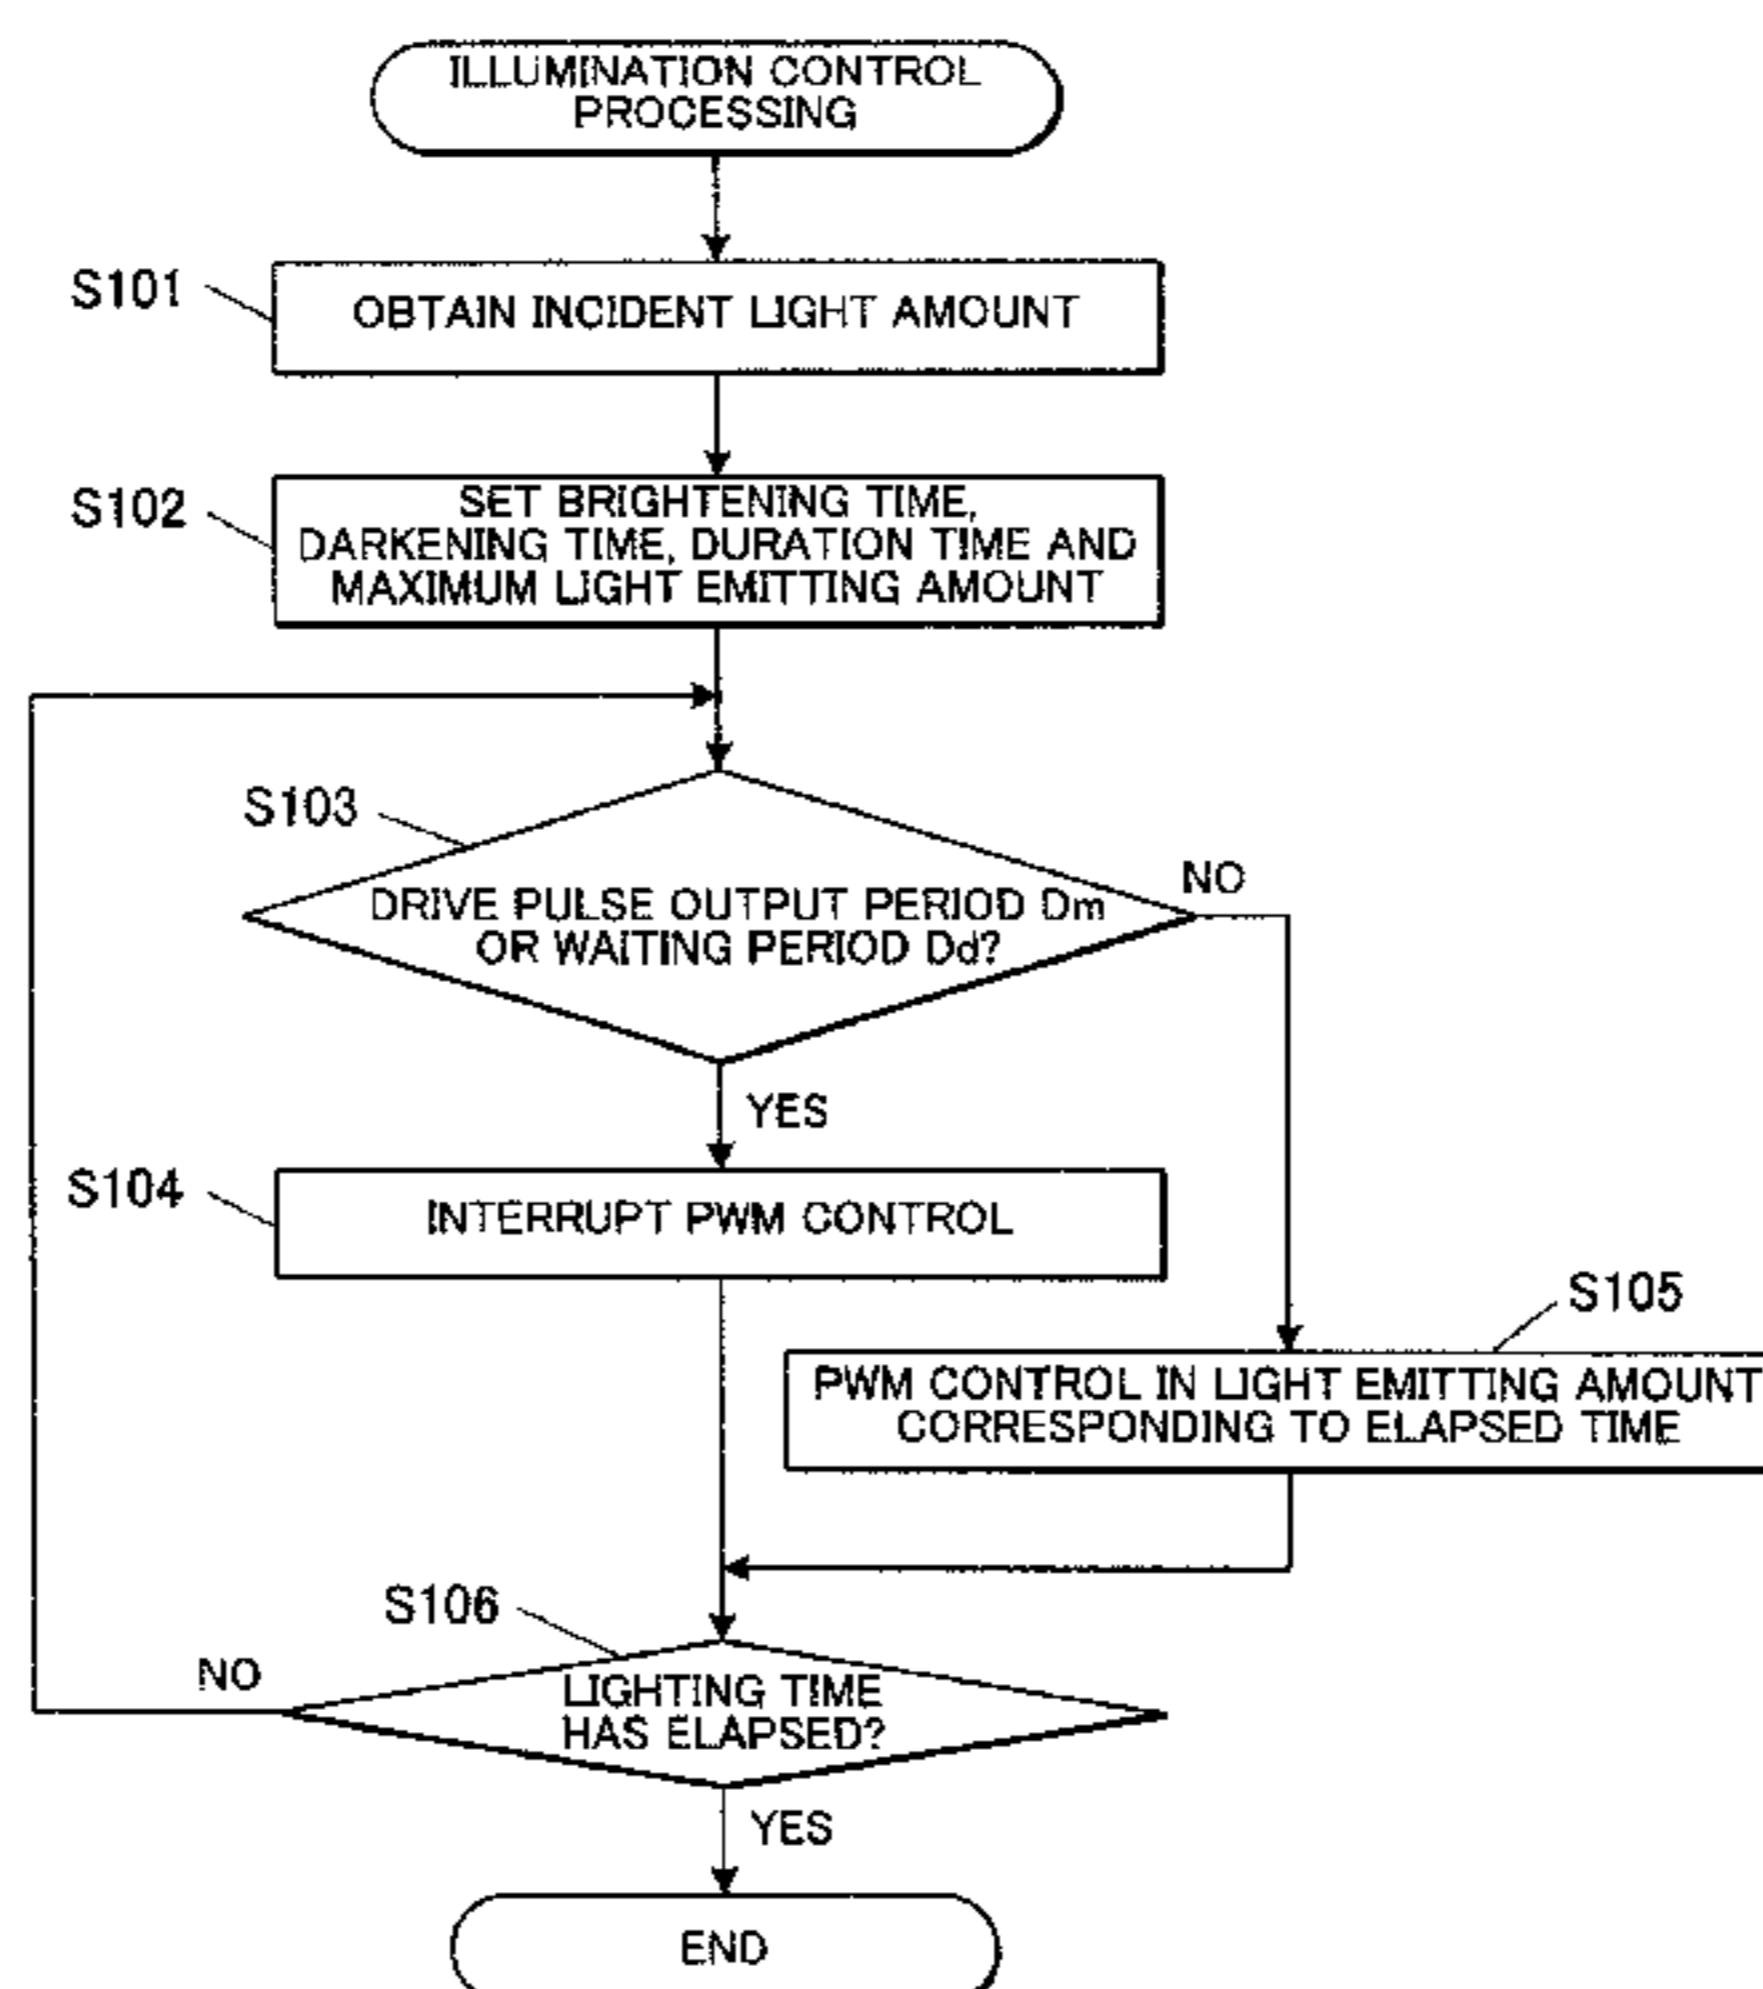 ILLUMINATION CONTROL
PROCESSING
S101
OBTAIN INCIDENT LIGHT AMOUNT
S102
SET BRIGHTENING TIME,
DARKENING TIME, DURATION TIME AND
MAXIMUM LIGHT EMITTING AMOUNT
S103
DRIVE PULSE OUTPUT PERIOD Dm
OR WAITING PERIOD Dd?
NO
YES
S104
INTERRUPT PWM CONTROL
S105
PWM CONTROL IN LIGHT EMITTING AMOUNT
CORRESPONDING TO ELAPSED TIME
S106
LIGHTING TIME
HAS ELAPSED?
NO
YES
END